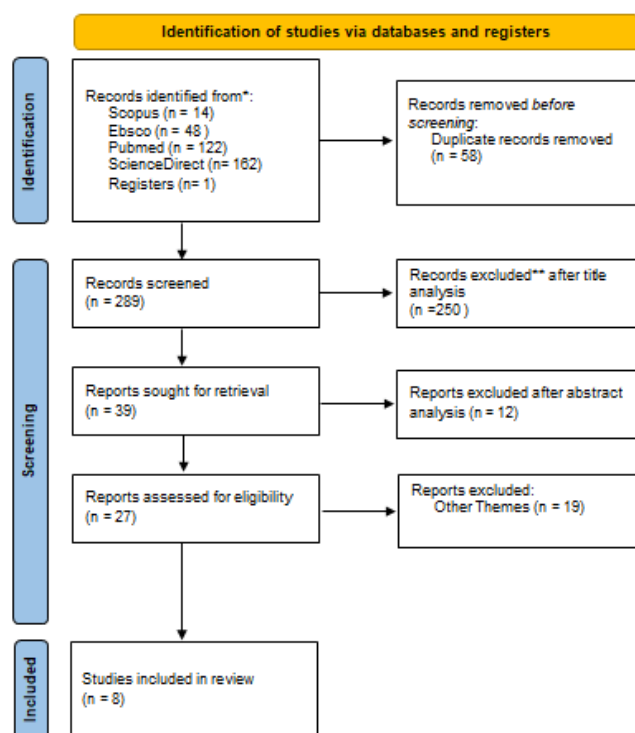 Identification of studies via databases and registers
Identification
Records identified from*:
Scopus (n = 14)
Ebsco (n = 48 )
Pubmed (n = 122)
ScienceDirect (n= 162)
Registers (n= 1)
Records removed before
screening:
Duplicate records removed
(n = 58)
Screening
Records screened
(n = 289)
Records excluded** after title
analysis
(n =250 )
Reports sought for retrieval
(n = 39)
Reports excluded after abstract
analysis (n = 12)
Reports assessed for eligibility
(n = 27)
Reports excluded:
Other Themes (n = 19)
Included
Studies included in review
(n = 8)